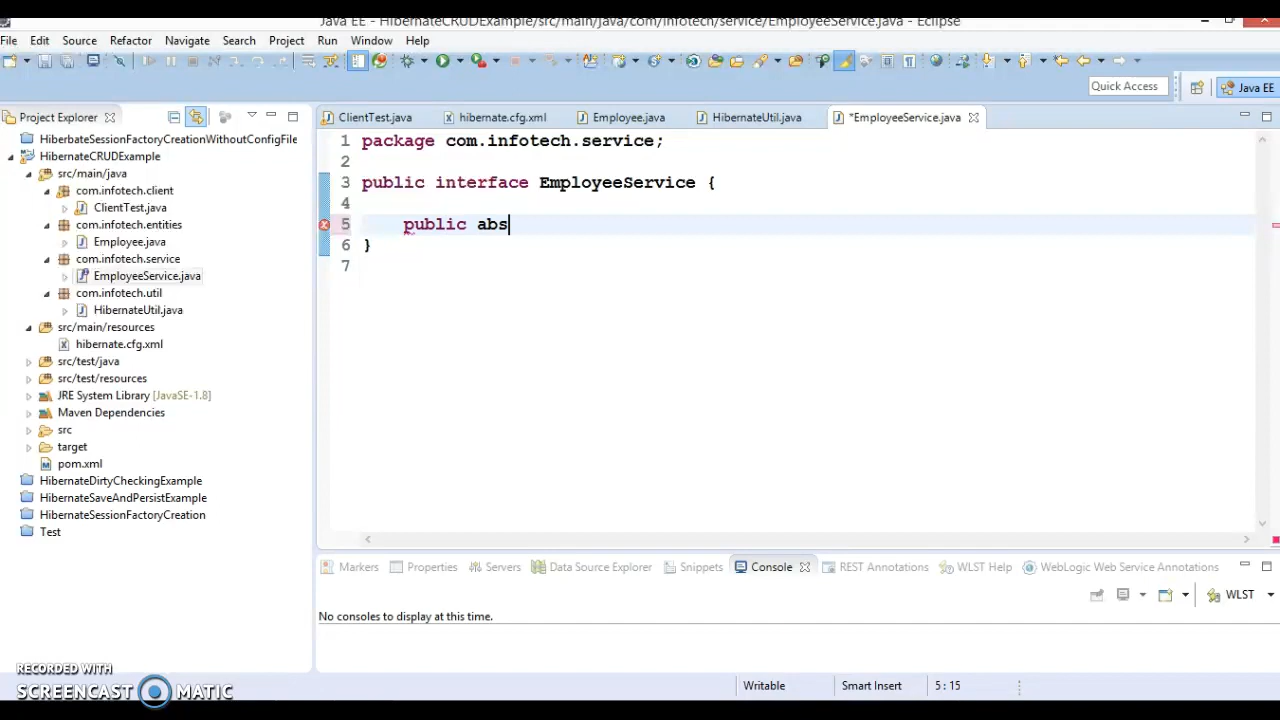 Java EE - HibernateCRUDExample/src/main/java/com/infotech/service/EmployeeService.java - Eclipse
File Edit Source Refactor Navigate Search Project Run Window Help
Quick Access
Java EE
Project Explorer
HiberbateSessionFactoryCreationWithoutConfigFile
HibernateCRUDExample
src/main/java
com.infotech.client
ClientTest.java
com.infotech.entities
Employee.java
com.infotech.service
EmployeeService.java
com.infotech.util
HibernateUtil.java
src/main/resources
hibernate.cfg.xml
src/test/java
src/test/resources
JRE System Library [JavaSE-1.8]
Maven Dependencies
src
target
pom.xml
HibernateDirtyCheckingExample
HibernateSaveAndPersistExample
HibernateSessionFactoryCreation
Test
ClientTest.java hibernate.cfg.xml Employee.java HibernateUtil.java *EmployeeService.java
1 package com.infotech.service;
2
3 public interface EmployeeService {
4
5 public abs
6 }
7
Markers Properties Servers Data Source Explorer Snippets Console REST Annotations WLST Help WebLogic Web Service Annotations
WLST
No consoles to display at this time.
Writable Smart Insert 5 : 15
RECORDED WITH
SCREENCAST MATIC